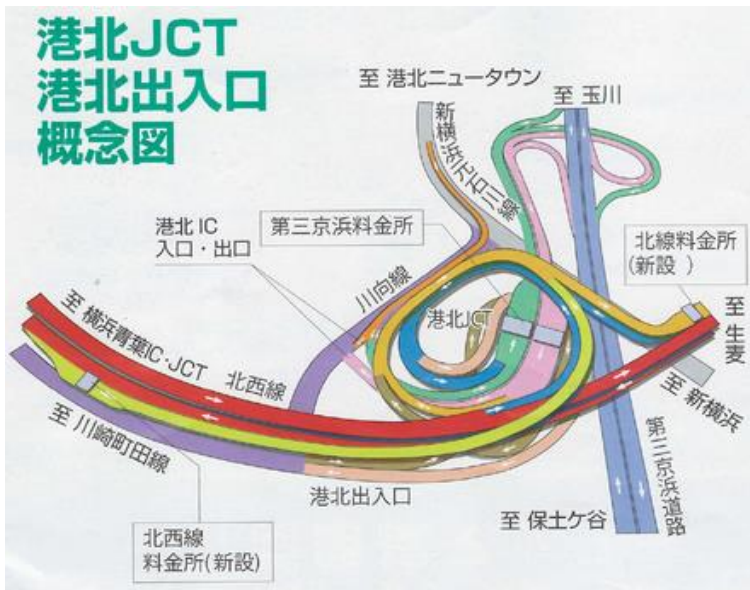 港北JCT
港北出入口
概念図
至 港北ニュータウン
至 玉川
新横浜元石川線
港北IC
入口・出口
第三京浜料金所
北線料金所
(新設 )
川向線
港北JCT
至 生麦
至 横浜青葉IC・JCT
北西線
至 新横浜
至 川崎町田線
港北出入口
第三京浜道路
至 保土ケ谷
北西線
料金所(新設)